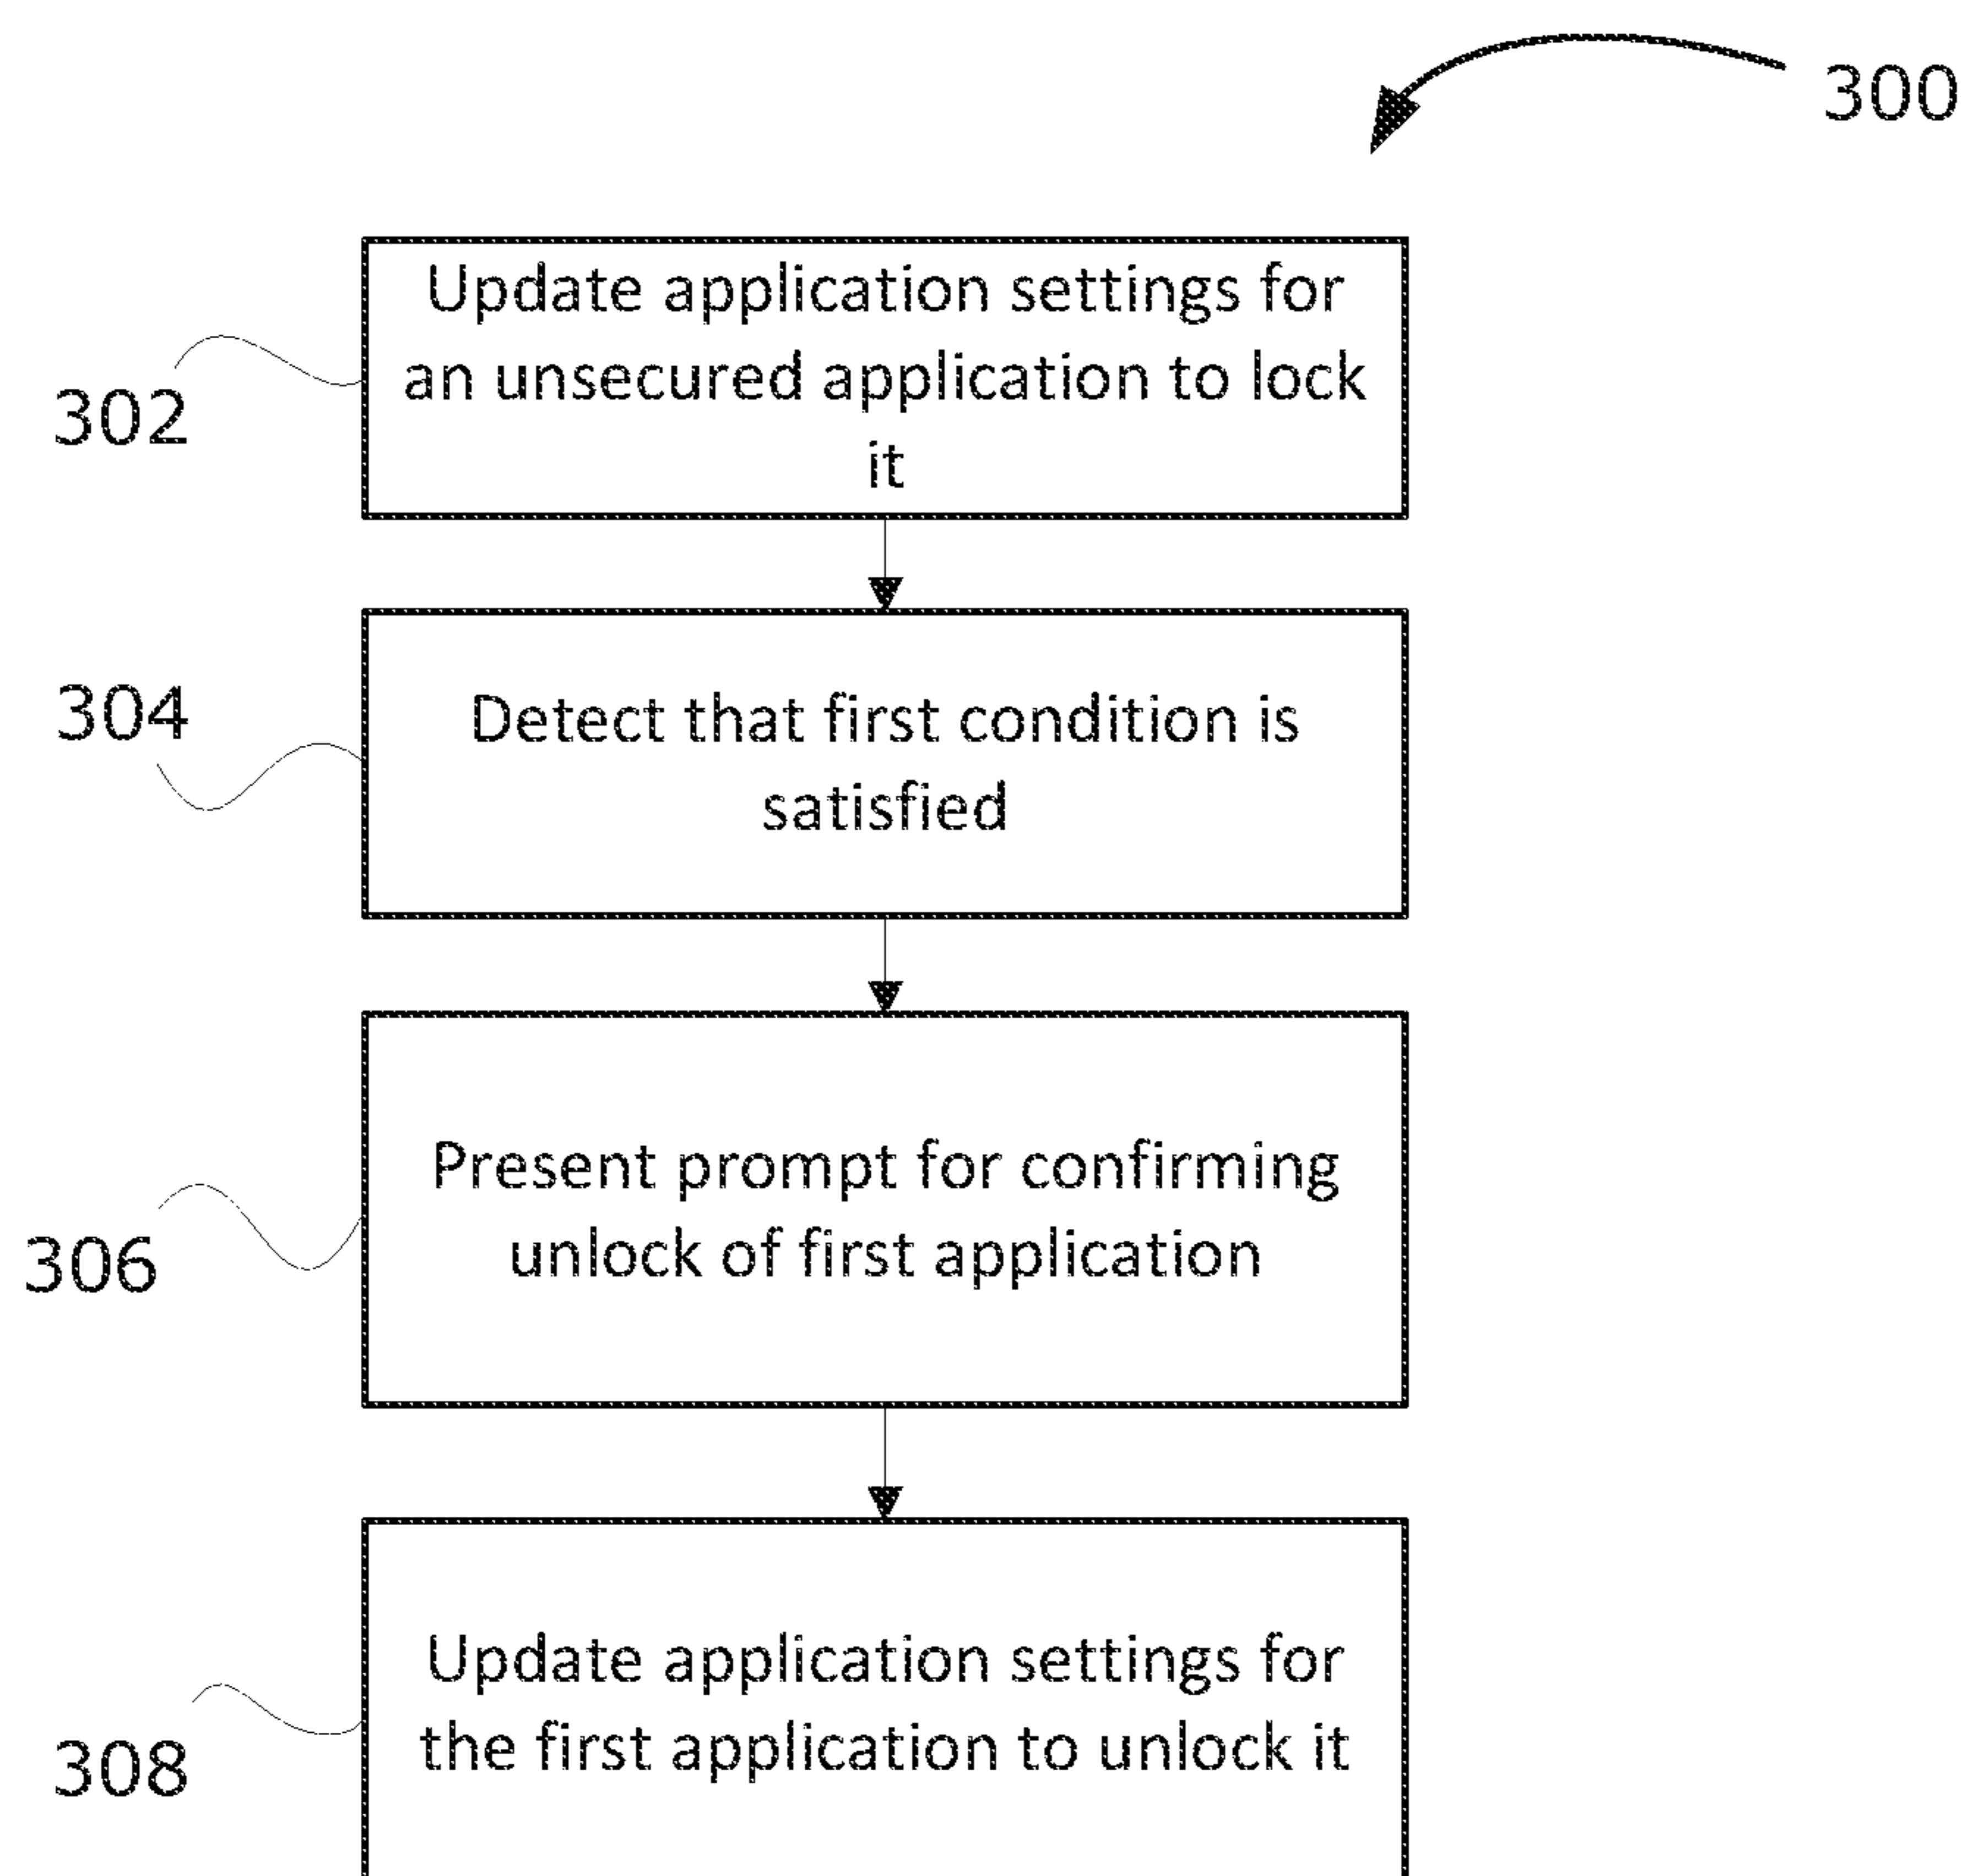 300
Update application settings for
an unsecured application to lock
it
302
304
Detect that first condition is
satisfied
Present prompt for confirming
unlock of first application
306
Update application settings for
the first application to unlock it
308